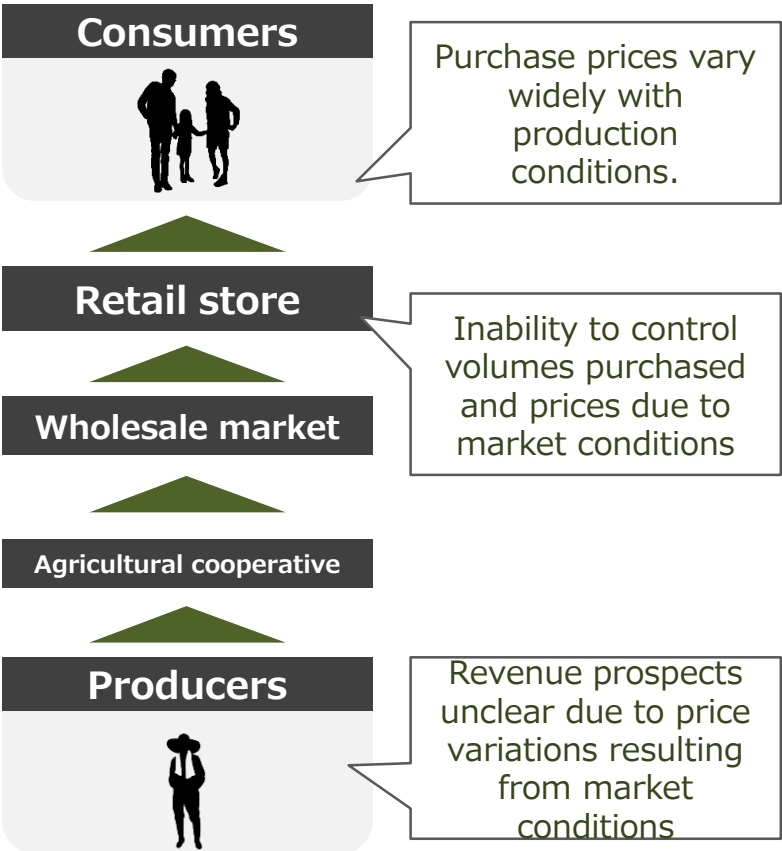 Consumers
Purchase prices vary
widely with
production
conditions.
Retail store
Inability to control
volumes purchased
and prices due to
market conditions
Wholesale market
Agricultural cooperative
Producers
Revenue prospects
unclear due to price
variations resulting
from market
conditions